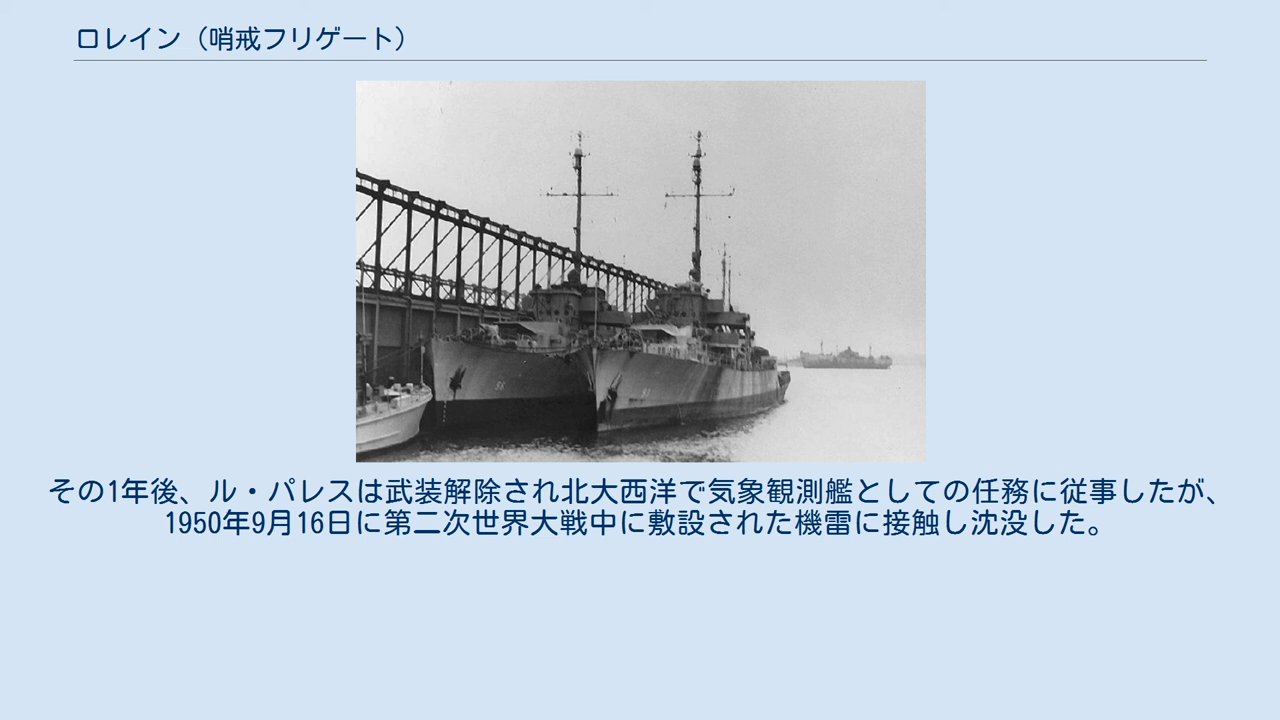 ロレイン（哨戒フリゲート）
その1年後、ル・パレスは武装解除され北大西洋で気象観測艦としての任務に従事したが、
1950年9月16日に第二次世界大戦中に敷設された機雷に接触し沈没した。